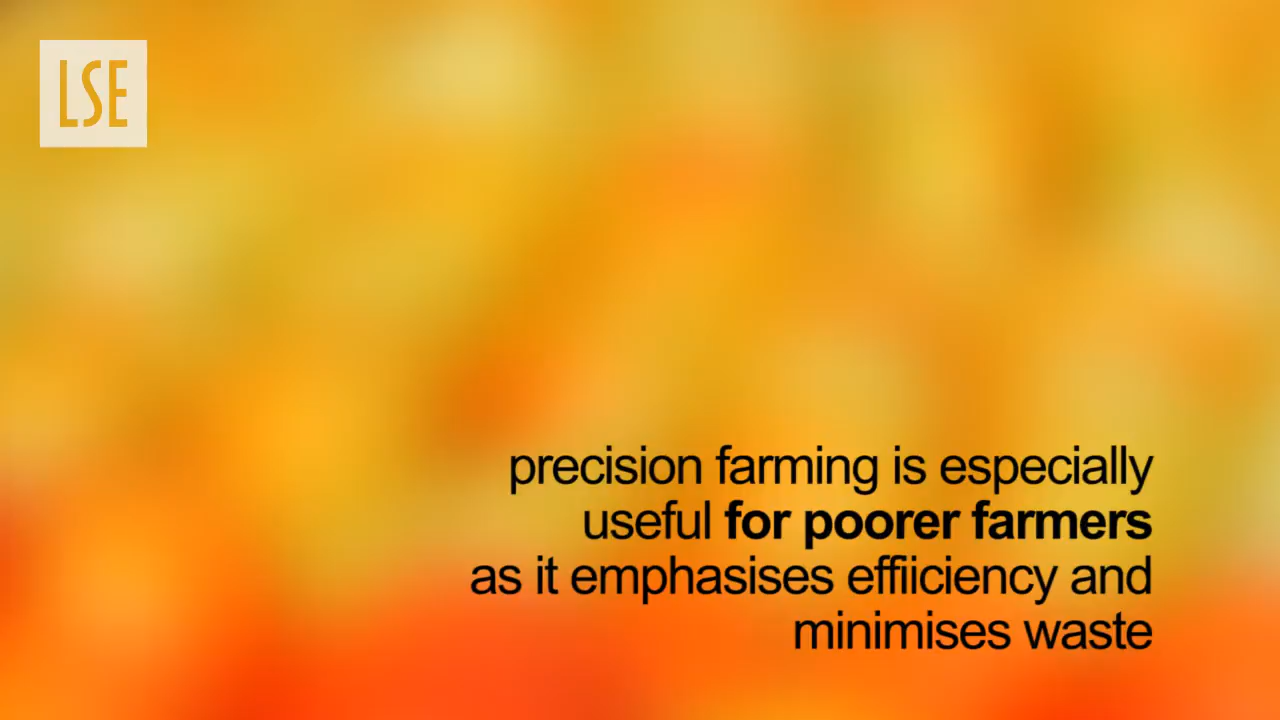 LSE
precision farming is especially
useful for poorer farmers
as it emphasises effiiciency and
minimises waste